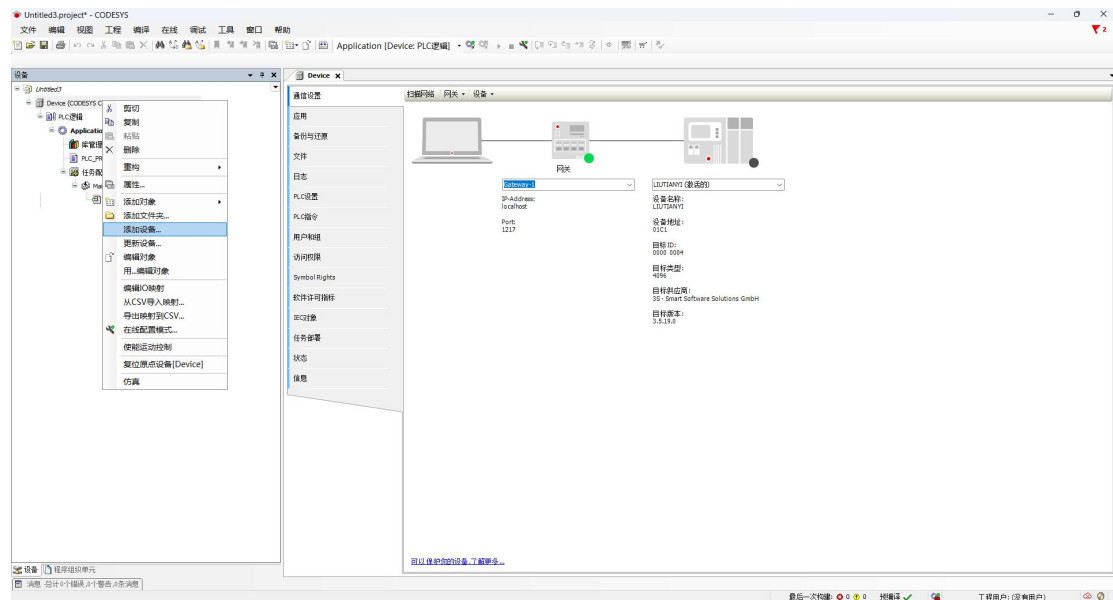 Untitled3.project* - CODESYS
文件 编辑 视图 工程 编译 在线 调试 工具 窗口 帮助
Application [Device: PLC逻辑]
2
设备
Device
Untitled3
Device (CODESYS C
PLC逻辑
Applicatio
库管理
PLC_PR
任务配
Ma
剪切
复制
粘贴
删除
重构
属性...
添加对象
添加文件夹...
添加设备...
更新设备...
编辑对象
用...编辑对象
编辑IO映射
从CSV导入映射...
导出映射到CSV...
在线配置模式...
使能运动控制
复位原点设备[Device]
仿真
通信设置
应用
备份与还原
文件
日志
PLC设置
PLC指令
用户和组
访问权限
Symbol Rights
软件许可指标
IEC对象
任务部署
状态
信息
扫描网络 网关 设备
网关
Gateway-1
IP-Address:
localhost
Port:
1217
LIUTIANYI (激活的)
设备名称:
LIUTIANYI
设备地址:
01C1
目标ID:
0000 0004
目标类型:
4096
目标供应商:
3S - Smart Software Solutions GmbH
目标版本:
3.5.19.0
可以保护您的设备.了解更多...
设备 程序组织单元
消息 -总计0个错误,0个警告,0条消息
最后一次构建: 0 0 预编译 工程用户: (没有用户)